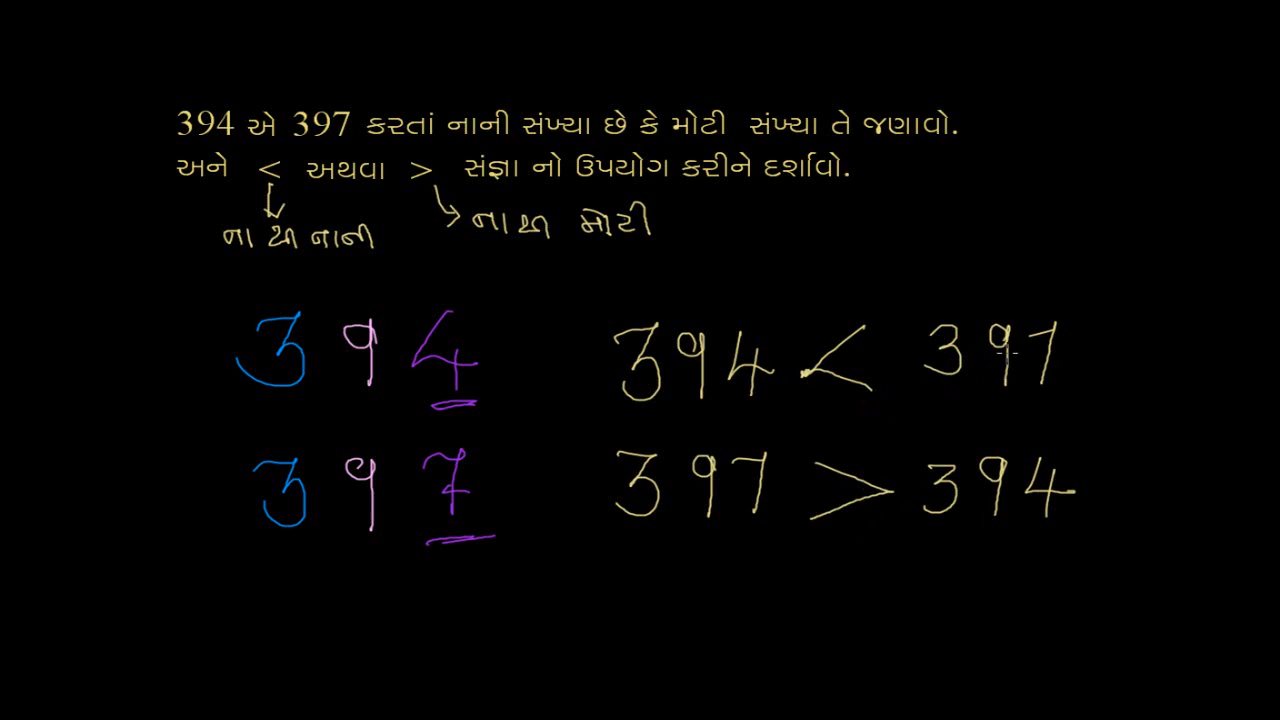 394 એ 397 કરતાં નાની સંખ્યા છે કે મોટી સંખ્યા તે જણાવો.
અને < અથવા > સંજ્ઞા નો ઉપયોગ કરીને દર્શાવો.
ના થી નાની
ના થી મોટી
394
394 < 397
397
397 > 394